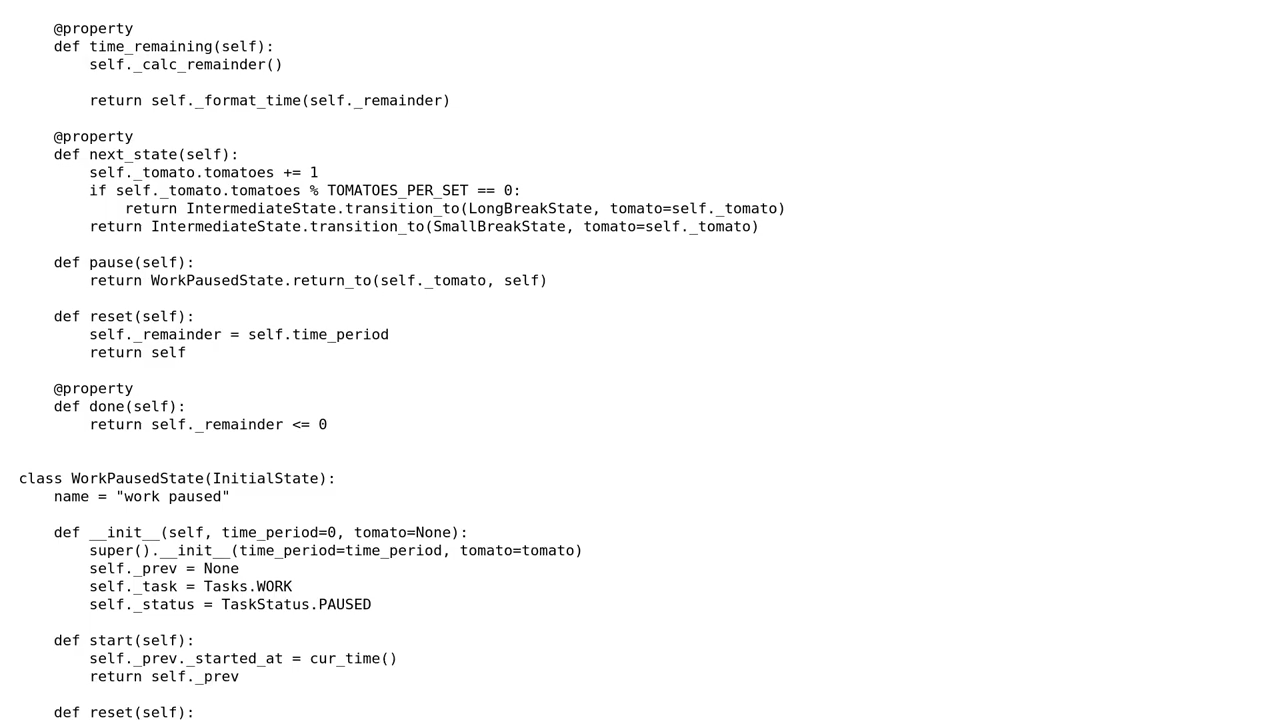 @property
    def time_remaining(self):
        self._calc_remainder()

        return self._format_time(self._remainder)

    @property
    def next_state(self):
        self._tomato.tomatoes += 1
        if self._tomato.tomatoes % TOMATOES_PER_SET == 0:
            return IntermediateState.transition_to(LongBreakState, tomato=self._tomato)
        return IntermediateState.transition_to(SmallBreakState, tomato=self._tomato)

    def pause(self):
        return WorkPausedState.return_to(self._tomato, self)

    def reset(self):
        self._remainder = self.time_period
        return self

    @property
    def done(self):
        return self._remainder <= 0


class WorkPausedState(InitialState):
    name = "work paused"

    def __init__(self, time_period=0, tomato=None):
        super().__init__(time_period=time_period, tomato=tomato)
        self._prev = None
        self._task = Tasks.WORK
        self._status = TaskStatus.PAUSED

    def start(self):
        self._prev._started_at = cur_time()
        return self._prev

    def reset(self):